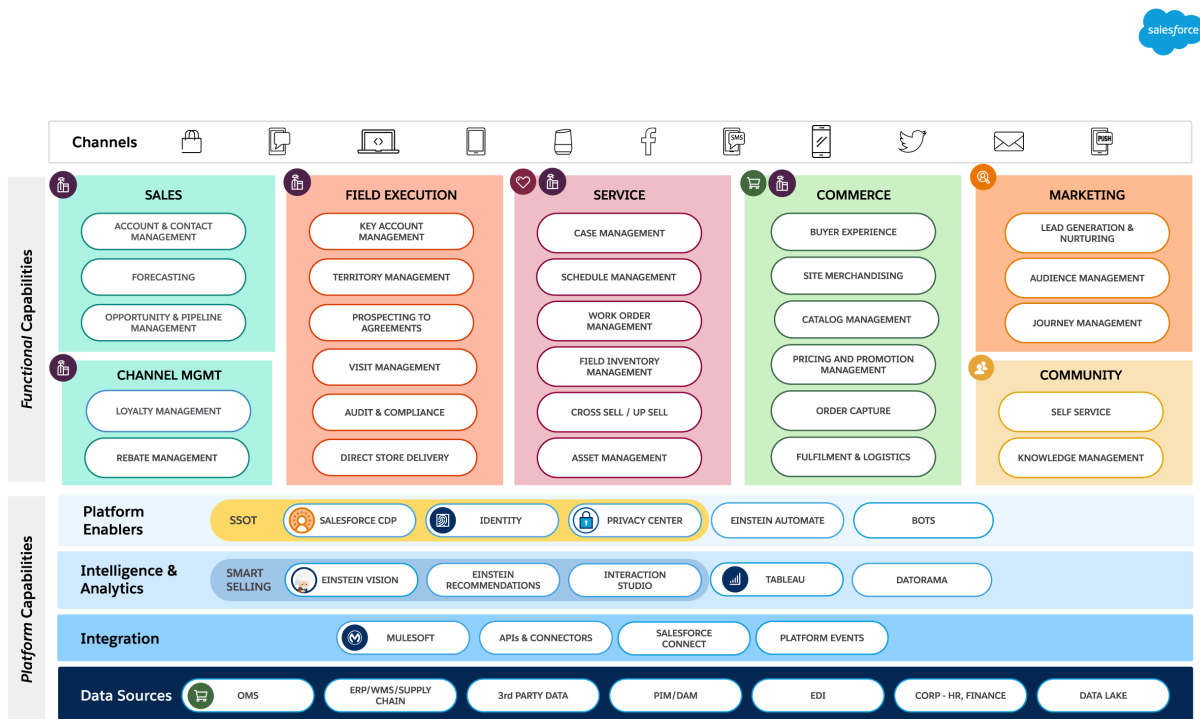 salesforce
Channels
SMS
PUSH
Functional Capabilities
SALES
ACCOUNT & CONTACT
MANAGEMENT
FORECASTING
OPPORTUNITY & PIPELINE
MANAGEMENT
CHANNEL MGMT
LOYALTY MANAGEMENT
REBATE MANAGEMENT
FIELD EXECUTION
KEY ACCOUNT
MANAGEMENT
TERRITORY MANAGEMENT
PROSPECTING TO
AGREEMENTS
VISIT MANAGEMENT
AUDIT & COMPLIANCE
DIRECT STORE DELIVERY
SERVICE
CASE MANAGEMENT
SCHEDULE MANAGEMENT
WORK ORDER
MANAGEMENT
FIELD INVENTORY
MANAGEMENT
CROSS SELL / UP SELL
ASSET MANAGEMENT
COMMERCE
BUYER EXPERIENCE
SITE MERCHANDISING
CATALOG MANAGEMENT
PRICING AND PROMOTION
MANAGEMENT
ORDER CAPTURE
FULFILMENT & LOGISTICS
MARKETING
LEAD GENERATION &
NURTURING
AUDIENCE MANAGEMENT
JOURNEY MANAGEMENT
COMMUNITY
SELF SERVICE
KNOWLEDGE MANAGEMENT
Platform Capabilities
Platform
Enablers
SSOT
SALESFORCE CDP
IDENTITY
PRIVACY CENTER
EINSTEIN AUTOMATE
BOTS
Intelligence &
Analytics
SMART
SELLING
EINSTEIN VISION
EINSTEIN
RECOMMENDATIONS
INTERACTION
STUDIO
TABLEAU
DATORAMA
Integration
MULESOFT
APIs & CONNECTORS
SALESFORCE
CONNECT
PLATFORM EVENTS
Data Sources
OMS
ERP/WMS/SUPPLY
CHAIN
3rd PARTY DATA
PIM/DAM
EDI
CORP - HR, FINANCE
DATA LAKE